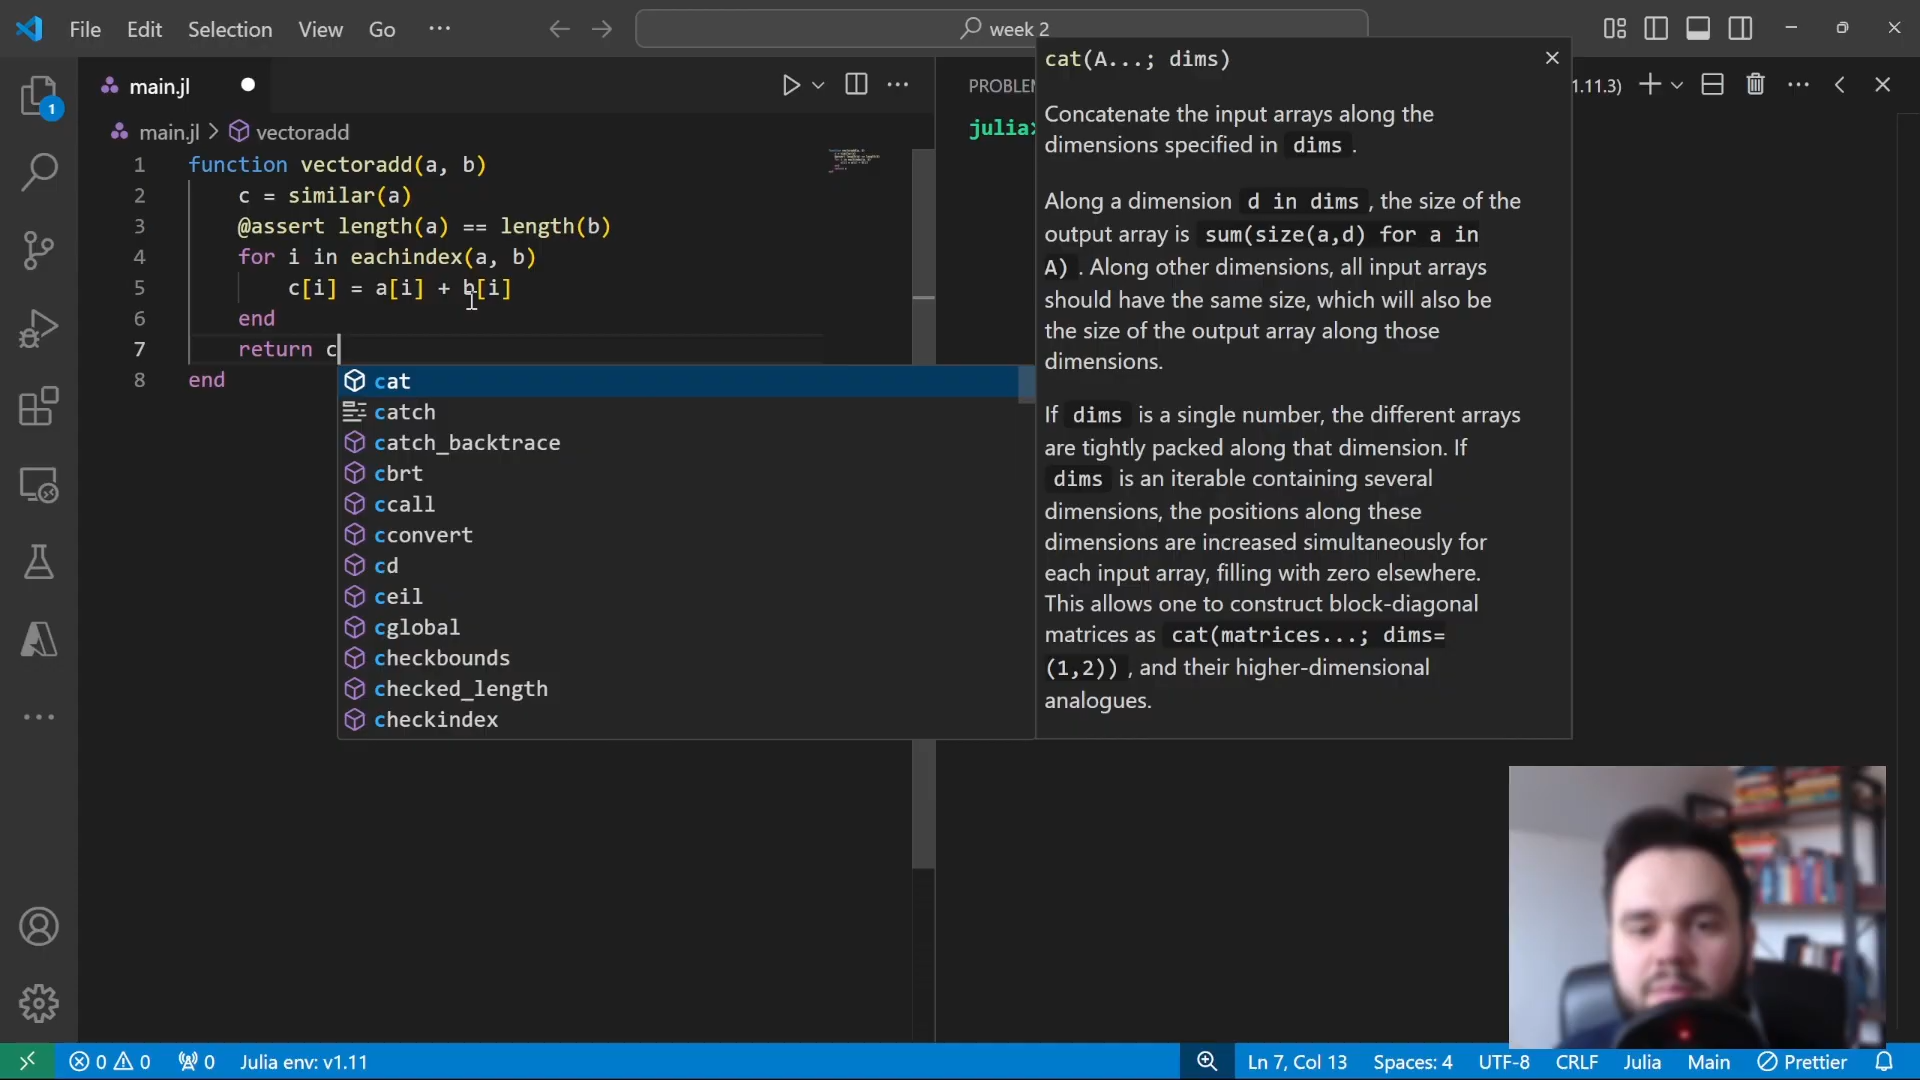 File Edit Selection View Go ··· week 2
main.jl
main.jl > vectoradd
1 function vectoradd(a, b)
2 c = similar(a)
3 @assert length(a) == length(b)
4 for i in eachindex(a, b)
5 c[i] = a[i] + b[i]
6 end
7 return c
8 end
cat
catch
catch_backtrace
cbrt
ccall
cconvert
cd
ceil
cglobal
checkbounds
checked_length
checkindex
cat(A...; dims)
Concatenate the input arrays along the
dimensions specified in dims .
Along a dimension d in dims , the size of the
output array is sum(size(a,d) for a in
A) . Along other dimensions, all input arrays
should have the same size, which will also be
the size of the output array along those
dimensions.
If dims is a single number, the different arrays
are tightly packed along that dimension. If
dims is an iterable containing several
dimensions, the positions along these
dimensions are increased simultaneously for
each input array, filling with zero elsewhere.
This allows one to construct block-diagonal
matrices as cat(matrices...; dims=
(1,2)) , and their higher-dimensional
analogues.
PROBLEM
1.11.3)
julia>
1
0 0 0 Julia env: v1.11 Ln 7, Col 13 Spaces: 4 UTF-8 CRLF Julia Main Prettier